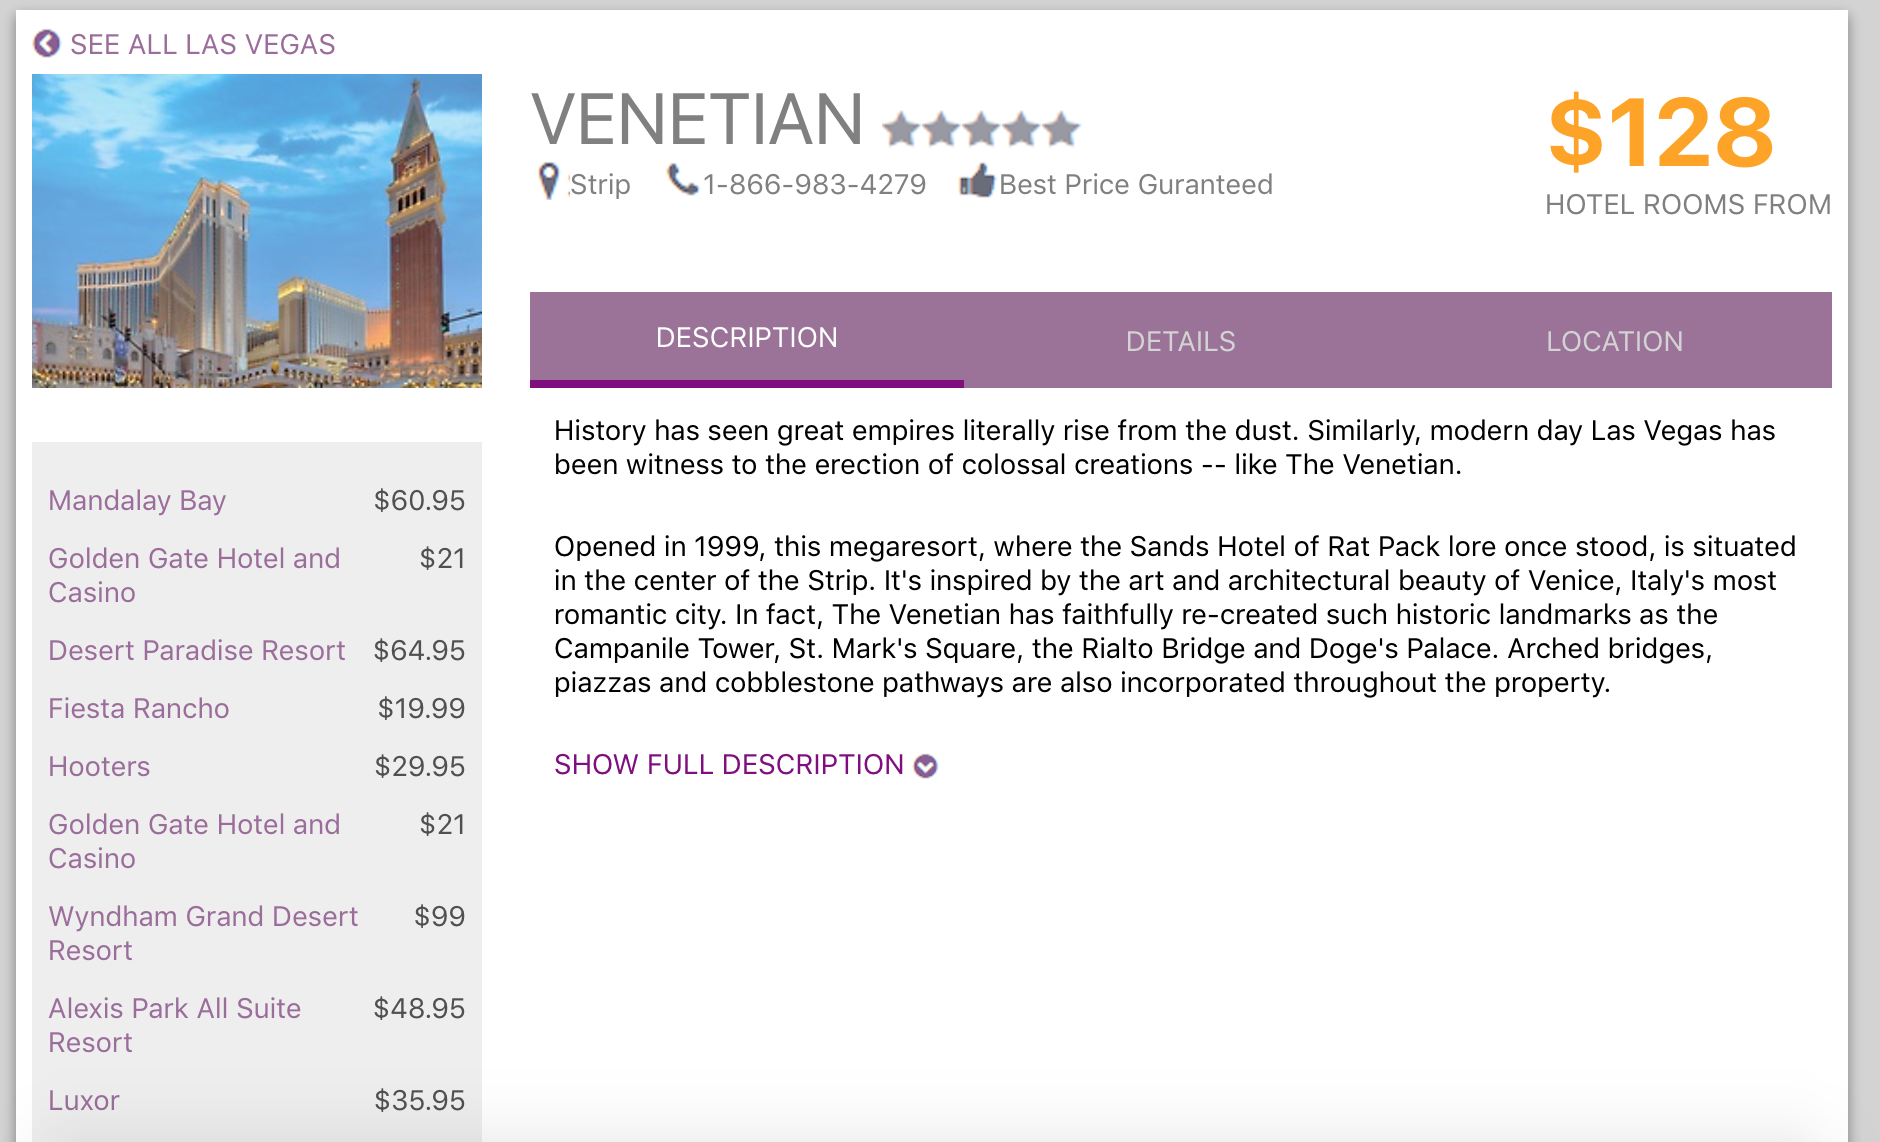 SEE ALL LAS VEGAS
VENETIAN
Strip
1-866-983-4279
Best Price Guranteed
$128
HOTEL ROOMS FROM
DESCRIPTION
DETAILS
LOCATION
History has seen great empires literally rise from the dust. Similarly, modern day Las Vegas has
been witness to the erection of colossal creations -- like The Venetian.
Opened in 1999, this megaresort, where the Sands Hotel of Rat Pack lore once stood, is situated
in the center of the Strip. It's inspired by the art and architectural beauty of Venice, Italy's most
romantic city. In fact, The Venetian has faithfully re-created such historic landmarks as the
Campanile Tower, St. Mark's Square, the Rialto Bridge and Doge's Palace. Arched bridges,
piazzas and cobblestone pathways are also incorporated throughout the property.
SHOW FULL DESCRIPTION
Mandalay Bay $60.95
Golden Gate Hotel and $21
Casino
Desert Paradise Resort $64.95
Fiesta Rancho $19.99
Hooters $29.95
Golden Gate Hotel and $21
Casino
Wyndham Grand Desert $99
Resort
Alexis Park All Suite $48.95
Resort
Luxor $35.95